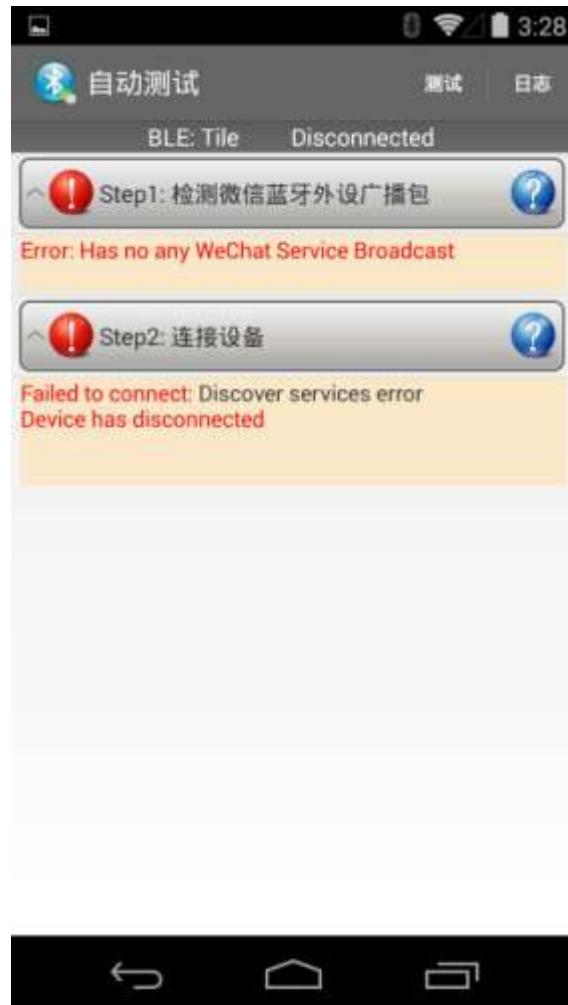 3:28
自动测试
测试
日志
BLE: Tile Disconnected
Step1: 检测微信蓝牙外设广播包
Error: Has no any WeChat Service Broadcast
Step2: 连接设备
Failed to connect: Discover services error
Device has disconnected